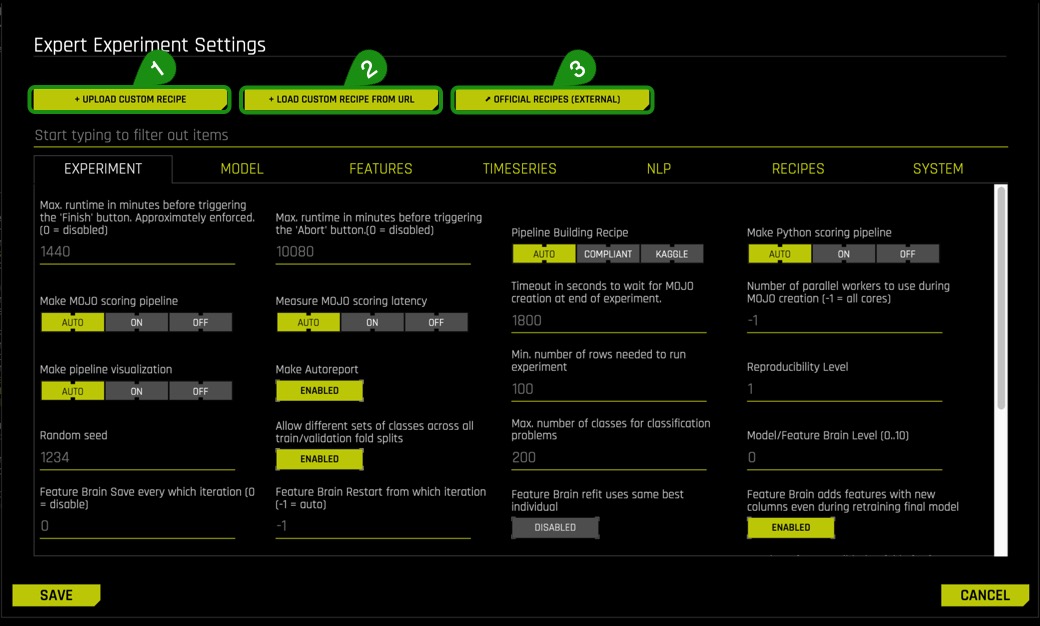 Expert Experiment Settings
1
2
3
+ UPLOAD CUSTOM RECIPE
+ LOAD CUSTOM RECIPE FROM URL
OFFICIAL RECIPES (EXTERNAL)
Start typing to filter out items
EXPERIMENT
MODEL
FEATURES
TIMESERIES
NLP
RECIPES
SYSTEM
Max. runtime in minutes before triggering
the 'Finish' button. Approximately enforced.
(0 = disabled)
1440
Max. runtime in minutes before triggering
the 'Abort' button.(0 = disabled)
10080
Pipeline Building Recipe
AUTO COMPLIANT KAGGLE
Make Python scoring pipeline
AUTO ON OFF
Make MOJO scoring pipeline
AUTO ON OFF
Measure MOJO scoring latency
AUTO ON OFF
Timeout in seconds to wait for MOJO
creation at end of experiment.
1800
Number of parallel workers to use during
MOJO creation (-1 = all cores)
-1
Make pipeline visualization
AUTO ON OFF
Make Autoreport
ENABLED
Min. number of rows needed to run
experiment
100
Reproducibility Level
1
Random seed
1234
Allow different sets of classes across all
train/validation fold splits
ENABLED
Max. number of classes for classification
problems
200
Model/Feature Brain Level (0..10)
0
Feature Brain Save every which iteration (0
= disable)
0
Feature Brain Restart from which iteration
(-1 = auto)
-1
Feature Brain refit uses same best
individual
DISABLED
Feature Brain adds features with new
columns even during retraining final model
ENABLED
SAVE
CANCEL